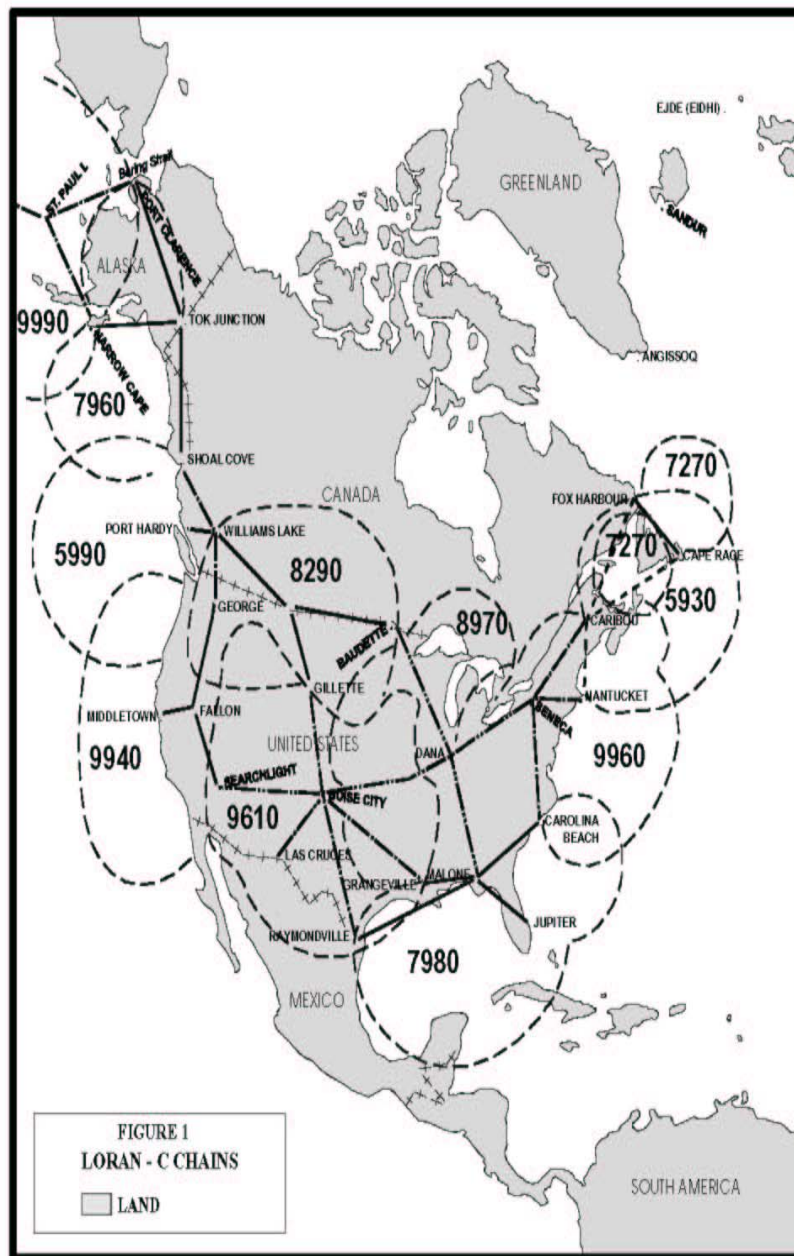 EJDE (EIDHI) .
GREENLAND
Bering Strait
ST. PAUL I.
PORT CLARENCE
SANDUR
ALASKA
9990
TOK JUNCTION
NARROW CAPE
. ANGISSOQ
7960
SHOAL COVE
CANADA
7270
FOX HARBOUR
PORT HARDY
WILLIAMS LAKE
7270
5990
8290
CAPE RACE
5930
GEORGE
8970
CARIBOU
BAUDETTE
GILLETTE
NANTUCKET
SENECA
MIDDLETOWN
FALLON
UNITED STATES
DANA
9940
9960
SEARCHLIGHT
BOISE CITY
9610
CAROLINA
BEACH
LAS CRUCES
MALONE
GRANGEVILLE
JUPITER
RAYMONDVILLE
7980
MEXICO
FIGURE 1
LORAN - C CHAINS
LAND
SOUTH AMERICA